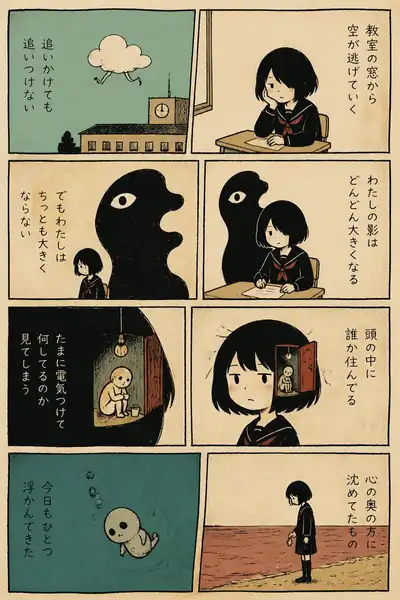 教室の窓から
空が逃げていく
追いかけても
追いつけない
わたしの影は
どんどん大きくなる
でもわたしは
ちっとも大きく
ならない
頭の中に
誰か住んでる
たまに電気つけて
何してるのか
見てしまう
心の奥の方に
沈めてたもの
今日もひとつ
浮かんできた